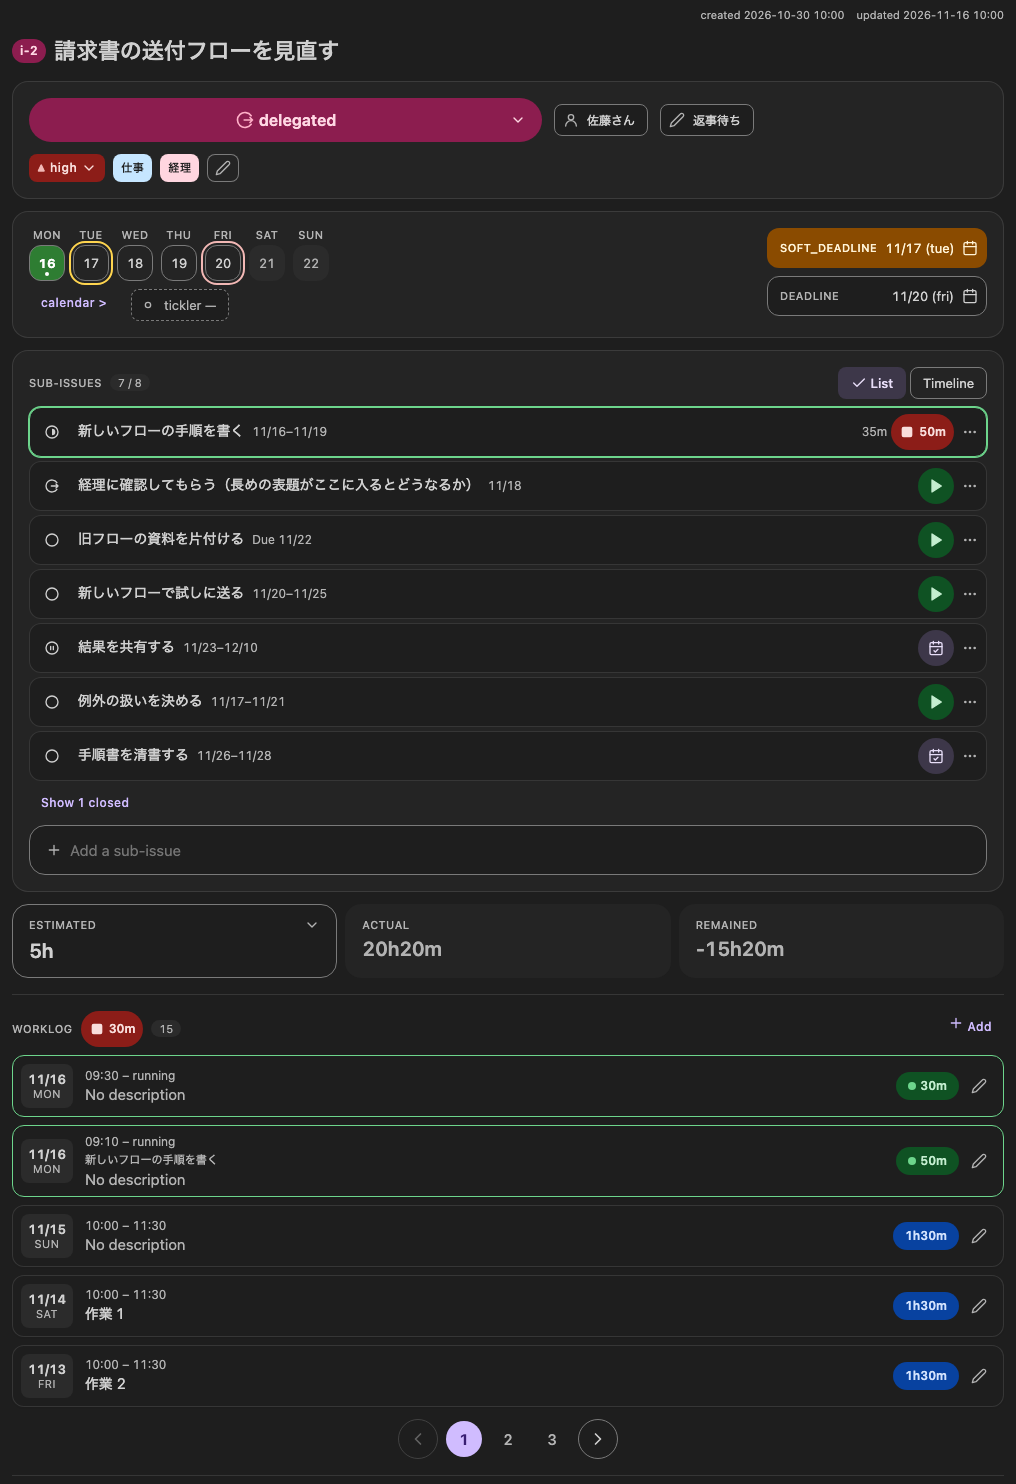 created 2026-10-30 10:00 updated 2026-11-16 10:00
i-2 請求書の送付フローを見直す
delegated
佐藤さん
返事待ち
high 仕事 経理
MON TUE WED THU FRI SAT SUN
16 17 18 19 20 21 22
calendar > tickler —
SOFT_DEADLINE 11/17 (tue)
DEADLINE 11/20 (fri)
SUB-ISSUES 7 / 8 List Timeline
新しいフローの手順を書く 11/16–11/19 35m 50m ...
経理に確認してもらう（長めの表題がここに入るとどうなるか） 11/18 ...
旧フローの資料を片付ける Due 11/22 ...
新しいフローで試しに送る 11/20–11/25 ...
結果を共有する 11/23–12/10 ...
例外の扱いを決める 11/17–11/21 ...
手順書を清書する 11/26–11/28 ...
Show 1 closed
+ Add a sub-issue
ESTIMATED
5h
ACTUAL
20h20m
REMAINED
-15h20m
WORKLOG 30m 15 + Add
11/16 MON
09:30 – running
No description
30m
11/16 MON
09:10 – running
新しいフローの手順を書く
No description
50m
11/15 SUN
10:00 – 11:30
No description
1h30m
11/14 SAT
10:00 – 11:30
作業 1
1h30m
11/13 FRI
10:00 – 11:30
作業 2
1h30m
< 1 2 3 >